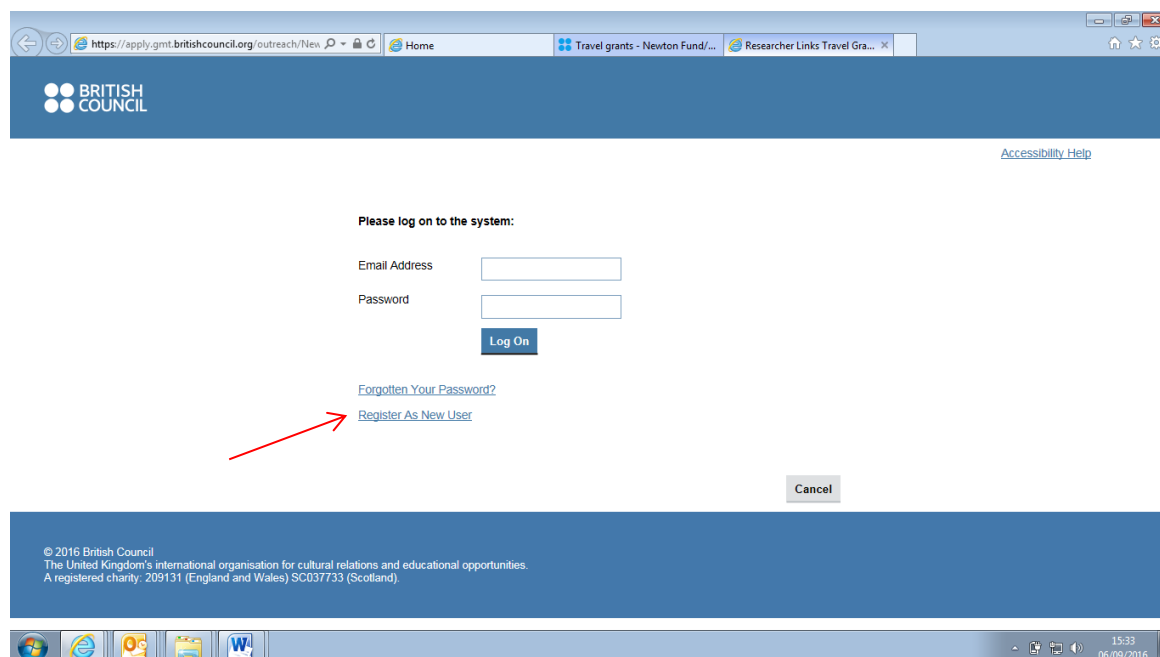 https://apply.gmt.britishcouncil.org/outreach/New
Home
Travel grants - Newton Fund/...
Researcher Links Travel Gra...
BRITISH
COUNCIL
Accessibility Help
Please log on to the system:
Email Address
Password
Log On
Forgotten Your Password?
Register As New User
Cancel
© 2016 British Council
The United Kingdom's international organisation for cultural relations and educational opportunities.
A registered charity: 209131 (England and Wales) SC037733 (Scotland).
15:33
06/09/2016